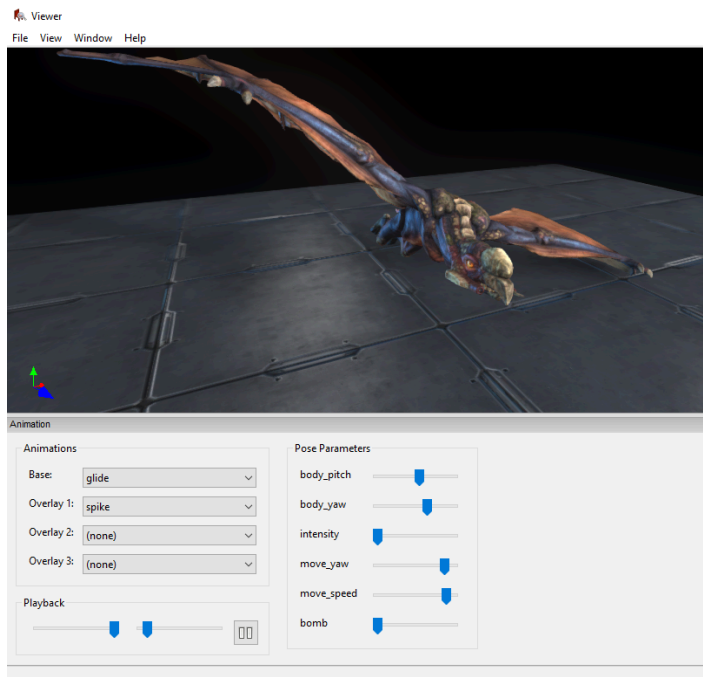 Viewer
File View Window Help
Animation
Animations
Base: glide
Overlay 1: spike
Overlay 2: (none)
Overlay 3: (none)
Playback
Pose Parameters
body_pitch
body_yaw
intensity
move_yaw
move_speed
bomb